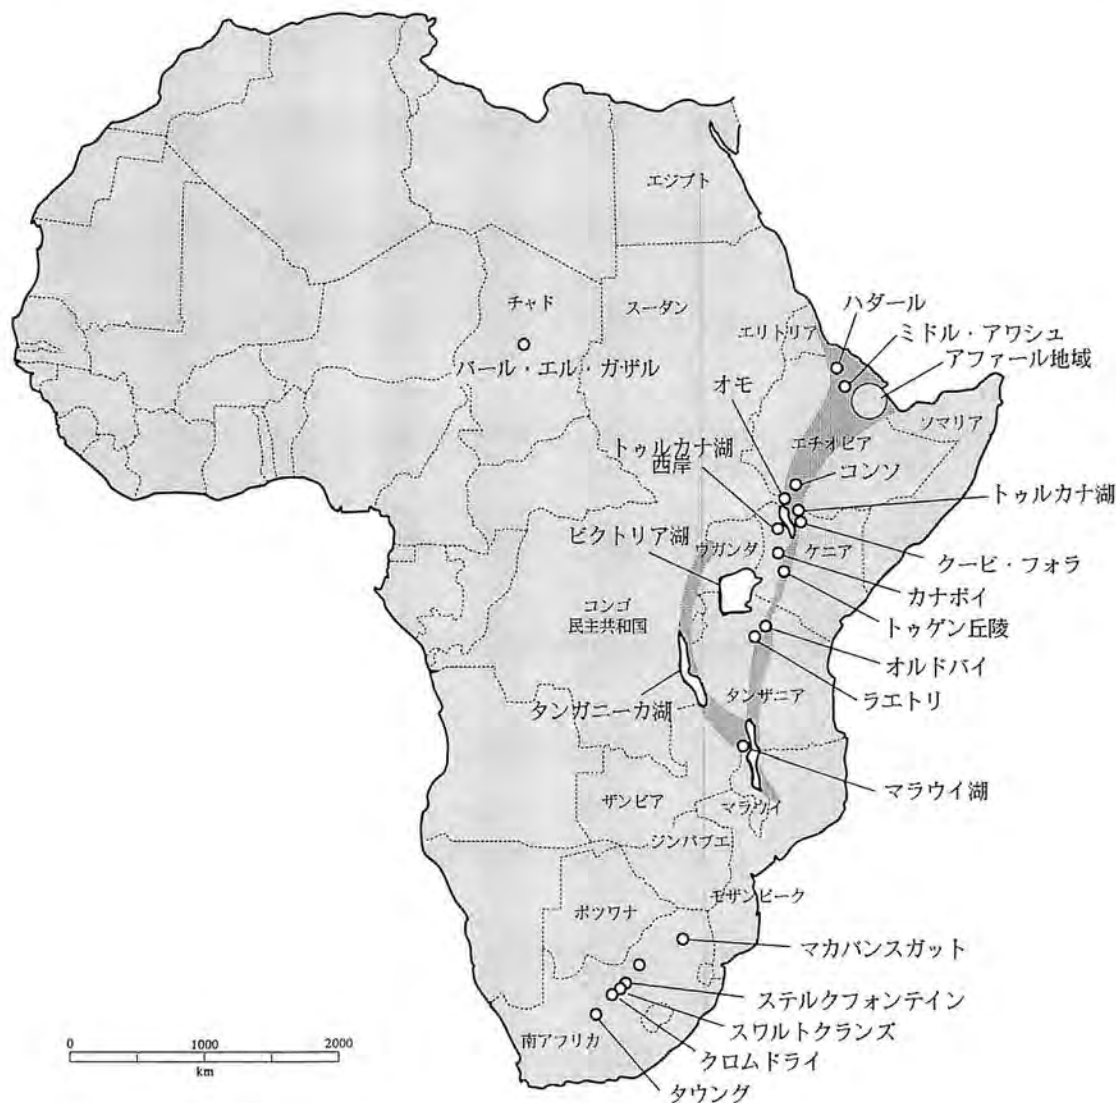 エジプト
チャド
スーダン
エリトリア
ハダール
ミドル・アワシュ
アファール地域
バール・エル・ガザル
オモ
ソマリア
エチオピア
トゥルカナ湖
西岸
コンソ
トゥルカナ湖
ビクトリア湖
ウガンダ
ケニア
クービ・フォラ
カナポイ
コンゴ
民主共和国
トゥゲン丘陵
オルドバイ
ラエトリ
タンザニア
タンガニーカ湖
マラウイ湖
ザンビア
マラウイ
ジンバブエ
モザンビーク
ボツワナ
マカパンスガット
ステルクフォンテイン
スワルトクランズ
南アフリカ
クロムドライ
タウング
0 1000 2000
km